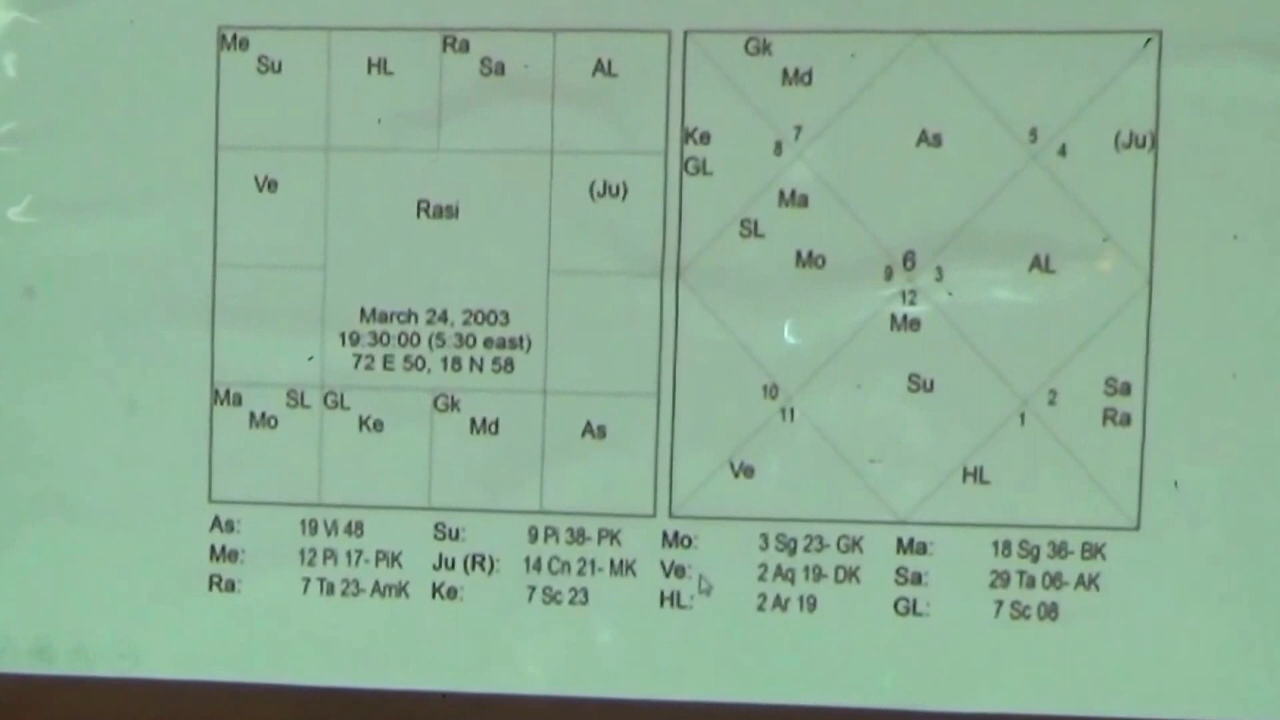 Me
Su
HL
Ra
Sa
AL
Ve
Rasi
(Ju)
March 24, 2003
19:30:00 (5:30 east)
72 E 50, 18 N 58
Ma
Mo
SL
GL
Ke
Gk
Md
As
Gk
Md
Ke
GL
7
8
As
5
4
(Ju)
Ma
SL
Mo
9
6
3
12
AL
Me
Su
10
11
2
1
Sa
Ra
Ve
HL
As: 19 Vi 48 Su: 9 Pi 38- PK Mo: 3 Sg 23- GK Ma: 18 Sg 36- BK
Me: 12 Pi 17- PiK Ju (R): 14 Cn 21- MK Ve: 2 Aq 19- DK Sa: 29 Ta 06- AK
Ra: 7 Ta 23- AmK Ke: 7 Sc 23 HL: 2 Ar 19 GL: 7 Sc 08